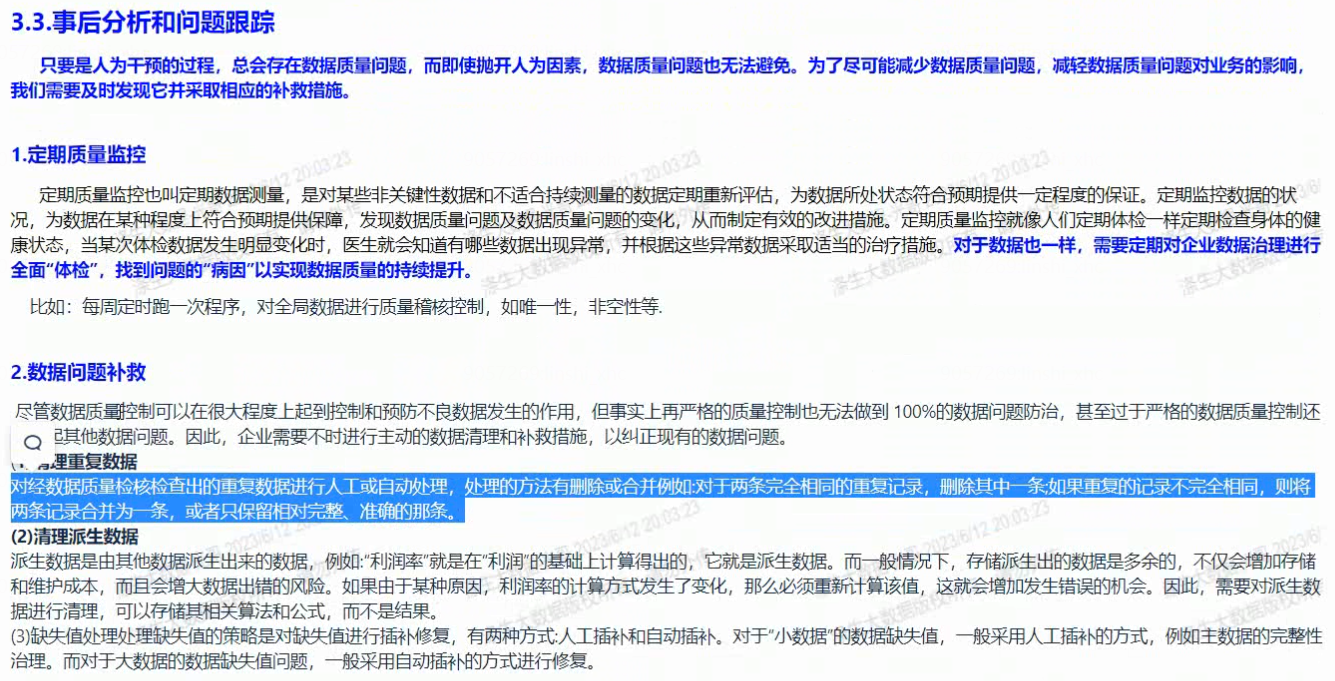 3.3.事后分析和问题跟踪
只要是人为干预的过程，总会存在数据质量问题，而即使抛开人为因素，数据质量问题也无法避免。为了尽可能减少数据质量问题，减轻数据质量问题对业务的影响，
我们需要及时发现它并采取相应的补救措施。
1.定期质量监控
定期质量监控也叫定期数据测量，是对某些非关键性数据和不适合持续测量的数据定期重新评估，为数据所处状态符合预期提供一定程度的保证。定期监控数据的状
况，为数据在某种程度上符合预期提供保障，发现数据质量问题及数据质量问题的变化，从而制定有效的改进措施。定期质量监控就像人们定期体检一样定期检查身体的健
康状态，当某次体检数据发生明显变化时，医生就会知道有哪些数据出现异常，并根据这些异常数据采取适当的治疗措施。对于数据也一样，需要定期对企业数据治理进行
全面“体检”，找到问题的“病因”以实现数据质量的持续提升。
比如：每周定时跑一次程序，对全局数据进行质量稽核控制，如唯一性，非空性等.
2.数据问题补救
尽管数据质量控制可以在很大程度上起到控制和预防不良数据发生的作用，但事实上再严格的质量控制也无法做到 100%的数据问题防治，甚至过于严格的数据质量控制还
起其他数据问题。因此，企业需要不时进行主动的数据清理和补救措施，以纠正现有的数据问题。
清理重复数据
对经数据质量检核检查出的重复数据进行人工或自动处理，处理的方法有删除或合并例如:对于两条完全相同的重复记录，删除其中一条;如果重复的记录不完全相同，则将
两条记录合并为一条，或者只保留相对完整、准确的那条。
(2)清理派生数据
派生数据是由其他数据派生出来的数据，例如:“利润率”就是在“利润”的基础上计算得出的，它就是派生数据。而一般情况下，存储派生出的数据是多余的，不仅会增加存储
和维护成本，而且会增大数据出错的风险。如果由于某种原因，利润率的计算方式发生了变化，那么必须重新计算该值，这就会增加发生错误的机会。因此，需要对派生数
据进行清理，可以存储其相关算法和公式，而不是结果。
(3)缺失值处理处理缺失值的策略是对缺失值进行插补修复，有两种方式:人工插补和自动插补。对于“小数据”的数据缺失值，一般采用人工插补的方式，例如主数据的完整性
治理。而对于大数据的数据缺失值问题，一般采用自动插补的方式进行修复。